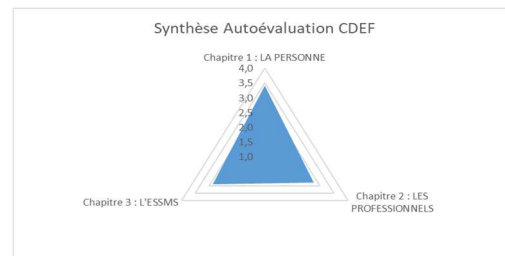 Synthèse Autoévaluation CDEF
Chapitre 1 : LA PERSONNE
4,0
3,5
3,0
2,5
2,0
1,5
1,0
Chapitre 3 : L'ESSMS
Chapitre 2 : LES
PROFESSIONNELS